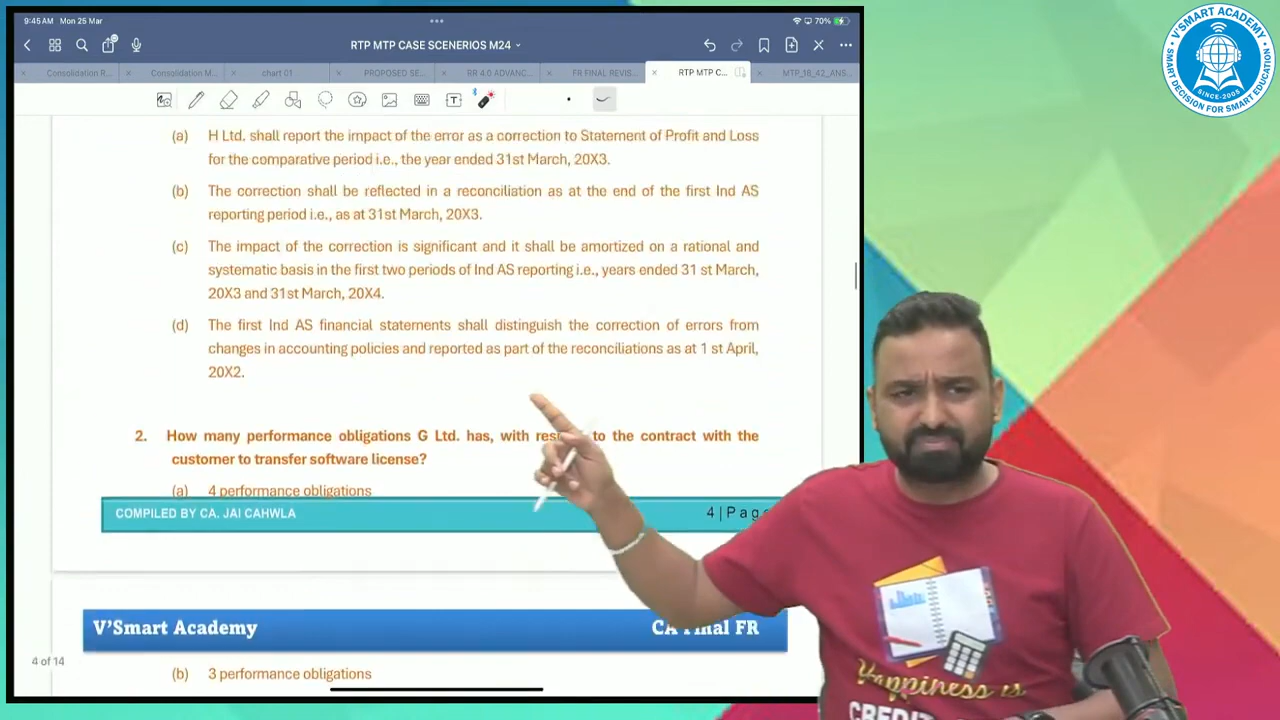 9:45 AM Mon 25 Mar
70%
RTP MTP CASE SCENERIOS M24
Consolidation R...
Consolidation M...
chart 01
PROPOSED SE...
RR 4.0 ADVANC...
FR FINAL REVIS...
RTP MTP C...
MTP_18_42_ANS...
(a) H Ltd. shall report the impact of the error as a correction to Statement of Profit and Loss
for the comparative period i.e., the year ended 31st March, 20X3.
(b) The correction shall be reflected in a reconciliation as at the end of the first Ind AS
reporting period i.e., as at 31st March, 20X3.
(c) The impact of the correction is significant and it shall be amortized on a rational and
systematic basis in the first two periods of Ind AS reporting i.e., years ended 31 st March,
20X3 and 31st March, 20X4.
(d) The first Ind AS financial statements shall distinguish the correction of errors from
changes in accounting policies and reported as part of the reconciliations as at 1 st April,
20X2.
2. How many performance obligations G Ltd. has, with res to the contract with the
customer to transfer software license?
(a) 4 performance obligations
COMPILED BY CA. JAI CAHWLA
4 | Pag
V'Smart Academy
CA Final FR
4 of 14
(b) 3 performance obligations
V'SMART ACADEMY
SINCE-2005
SMART DECISION FOR SMART EDUCATION
Happiness is
CREDIT